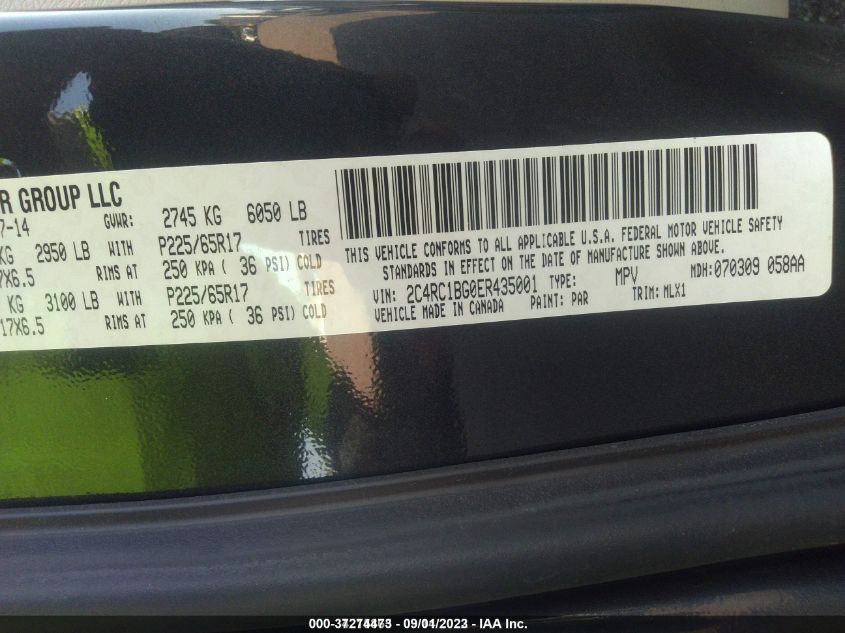 R GROUP LLC
7-14 GVWR: 2745 KG 6050 LB
KG 2950 LB WITH P225/65R17 TIRES
7X6.5 RIMS AT 250 KPA ( 36 PSI) COLD
KG 3100 LB WITH P225/65R17 TIRES
17X6.5 RIMS AT 250 KPA ( 36 PSI) COLD
THIS VEHICLE CONFORMS TO ALL APPLICABLE U.S.A. FEDERAL MOTOR VEHICLE SAFETY
STANDARDS IN EFFECT ON THE DATE OF MANUFACTURE SHOWN ABOVE.
VIN: 2C4RC1BG0ER435001 TYPE: MPV MDH: 070309 058AA
VEHICLE MADE IN CANADA PAINT: PAR TRIM: MLX1
09/01/2023 - IAA Inc.